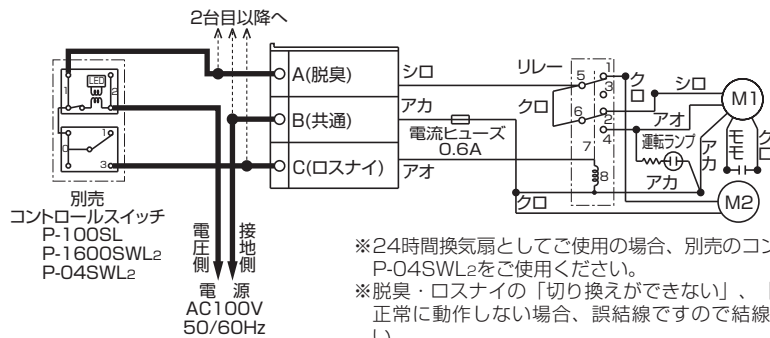 2台目以降へ
LED
1
2
0
1
3
A(脱臭)
B(共通)
C(ロスナイ)
シロ
アカ
電流ヒューズ
0.6A
アオ
リレー
クロ
5
3
6
2
4
7
8
クロ
クロ
シロ
アオ
運転ランプ
アカ
アカ
モモ
クロ
M1
M2
別売
コントロールスイッチ
P-100SL
P-1600SWL2
P-04SWL2
電圧側
接地側
電 源
AC100V
50/60Hz
※24時間換気扇としてご使用の場合、別売のコン
P-04SWL2をご使用ください。
※脱臭・ロスナイの「切り換えができない」、「
正常に動作しない場合、誤結線ですので結線
い